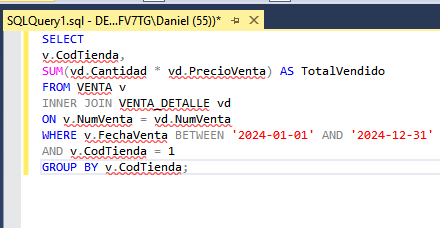 SQLQuery1.sql - DE...FV7TG\Daniel (55))*
SELECT
v.CodTienda,
SUM(vd.Cantidad * vd.PrecioVenta) AS TotalVendido
FROM VENTA v
INNER JOIN VENTA_DETALLE vd
ON v.NumVenta = vd.NumVenta
WHERE v.FechaVenta BETWEEN '2024-01-01' AND '2024-12-31'
AND v.CodTienda = 1
GROUP BY v.CodTienda;